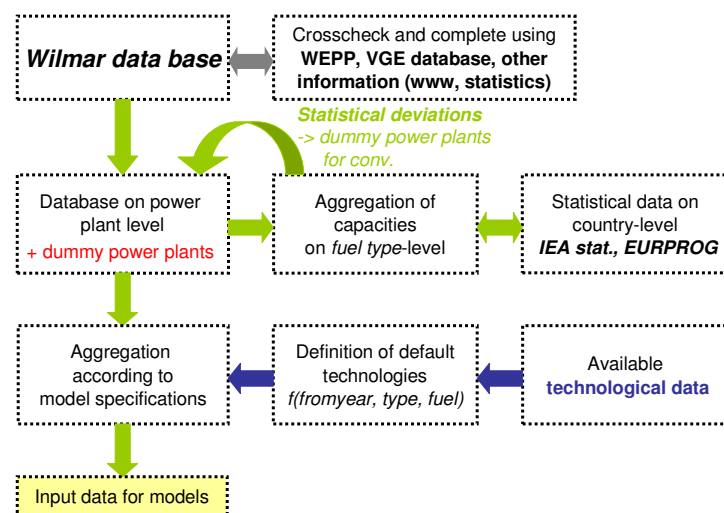 Wilmar data base
Crosscheck and complete using
WEPP, VGE database, other
information (www, statistics)
Statistical deviations
-> dummy power plants
for conv.
Database on power
plant level
+ dummy power plants
Aggregation of
capacities
on fuel type-level
Statistical data on
country-level
IEA stat., EURPROG
Aggregation
according to
model specifications
Definition of default
technologies
f(fromyear, type, fuel)
Available
technological data
Input data for models